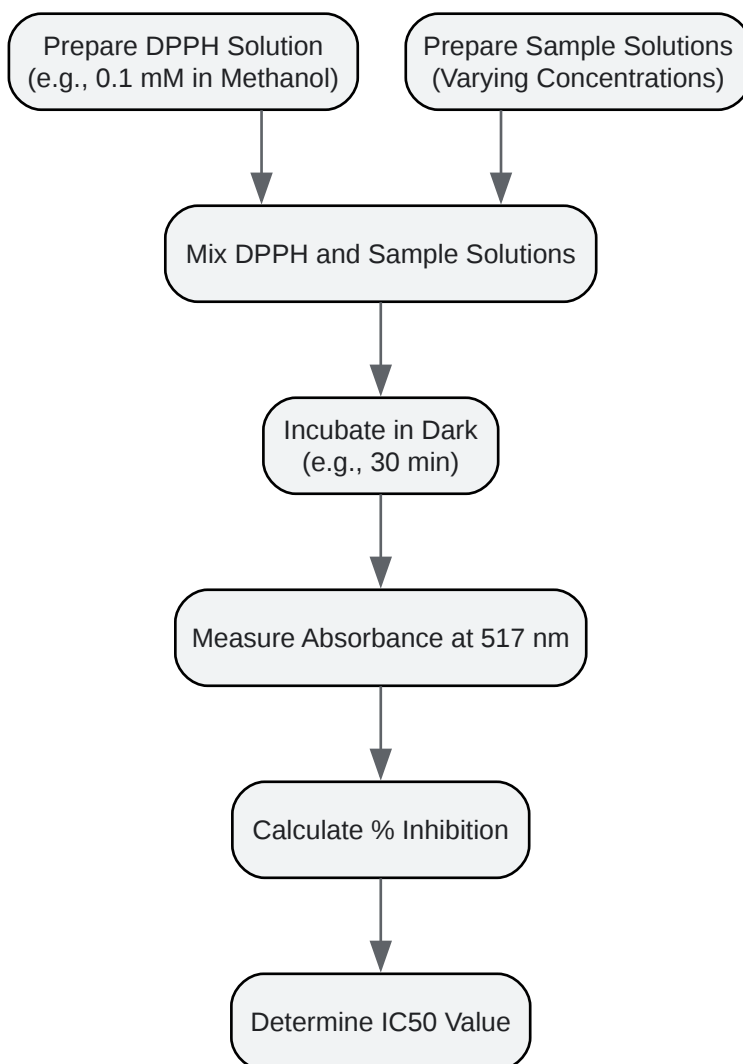 Prepare DPPH Solution
(e.g., 0.1 mM in Methanol)
Prepare Sample Solutions
(Varying Concentrations)
Mix DPPH and Sample Solutions
Incubate in Dark
(e.g., 30 min)
Measure Absorbance at 517 nm
Calculate % Inhibition
Determine IC50 Value